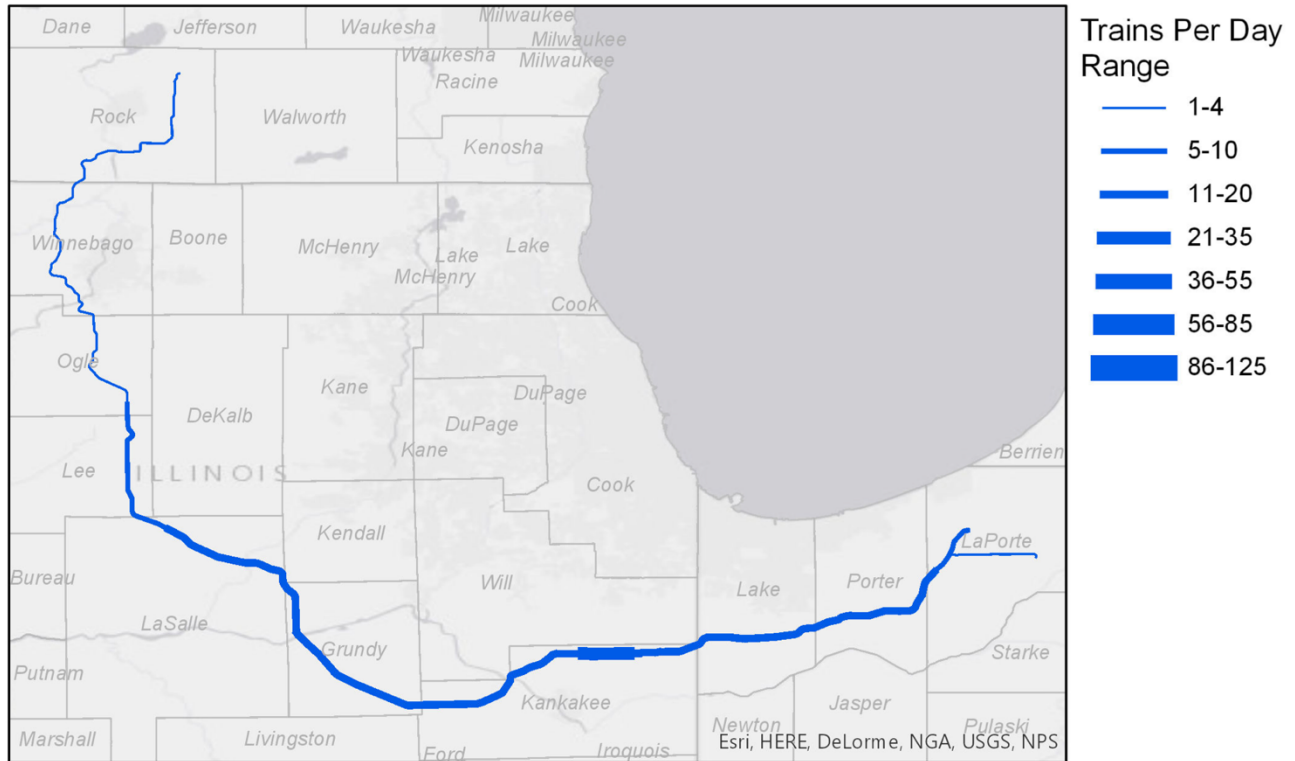 Dane
Jefferson
Waukesha
Milwaukee
Milwaukee
Waukesha
Milwaukee
Racine
Rock
Walworth
Kenosha
Winnebago
Boone
McHenry
Lake
Lake
McHenry
Cook
Ogle
Kane
DuPage
DeKalb
DuPage
Kane
Berrien
Lee
ILLINOIS
Cook
Kendall
LaPorte
Bureau
Will
Lake
Porter
LaSalle
Grundy
Starke
Putnam
Kankakee
Jasper
Newton
Pulaski
Marshall
Livingston
Ford
Iroquois
Esri, HERE, DeLorme, NGA, USGS, NPS
Trains Per Day
Range
1-4
5-10
11-20
21-35
36-55
56-85
86-125